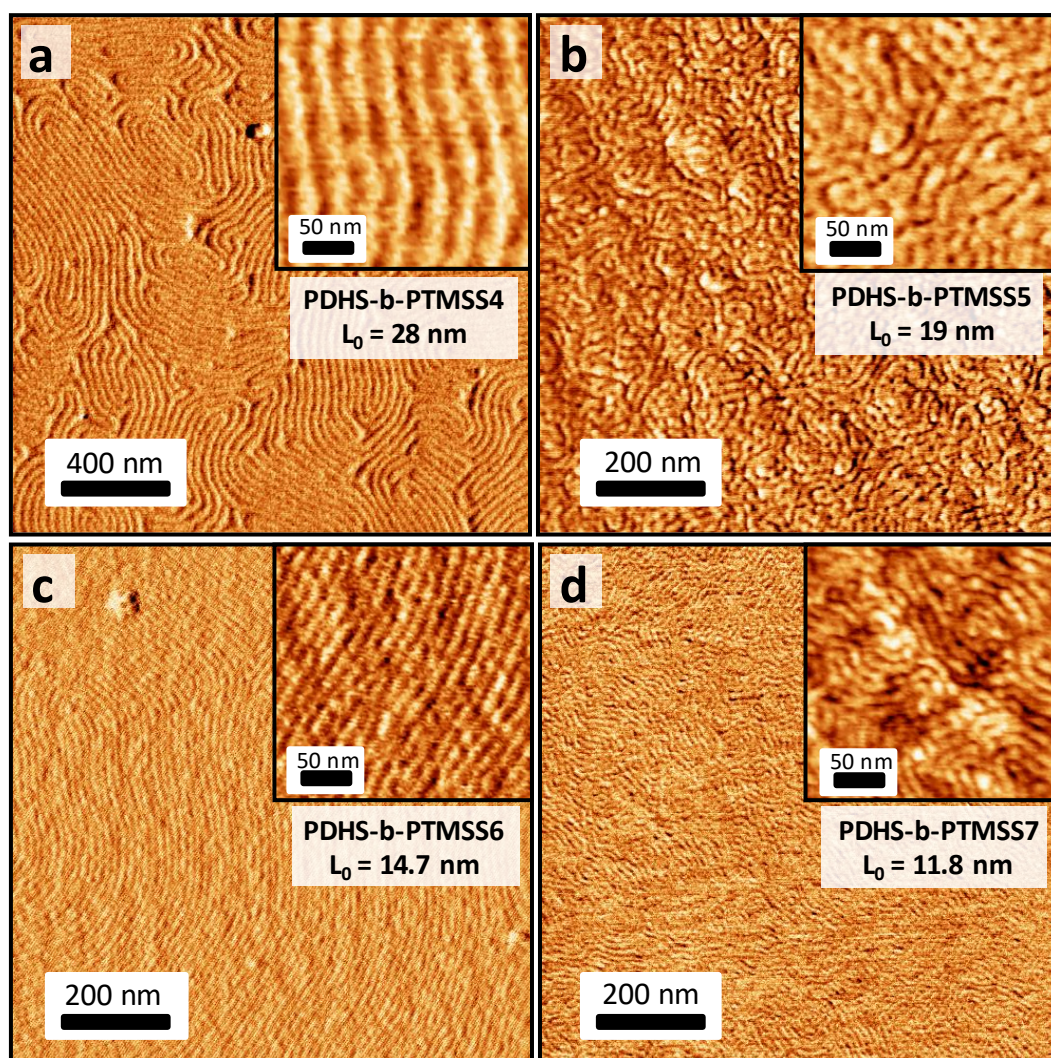 a
50 nm
PDHS-b-PTMSS4
L₀ = 28 nm
400 nm
b
50 nm
PDHS-b-PTMSS5
L₀ = 19 nm
200 nm
c
50 nm
PDHS-b-PTMSS6
L₀ = 14.7 nm
200 nm
d
50 nm
PDHS-b-PTMSS7
L₀ = 11.8 nm
200 nm